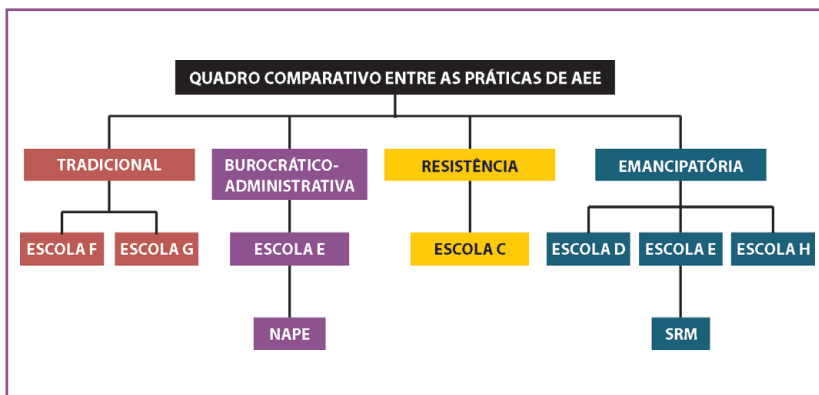 QUADRO COMPARATIVO ENTRE AS PRÁTICAS DE AEE
TRADICIONAL
BUROCRÁTICO-
ADMINISTRATIVA
RESISTÊNCIA
EMANCIPATÓRIA
ESCOLA F
ESCOLA G
ESCOLA E
ESCOLA C
ESCOLA D
ESCOLA E
ESCOLA H
NAPE
SRM